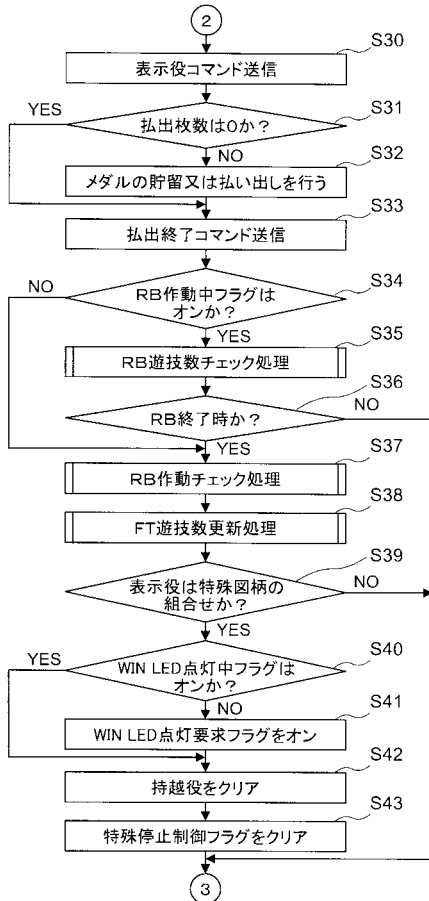 2
S30
表示役コマンド送信
S31
YES
払出枚数は0か?
NO
S32
メダルの貯留又は払い出しを行う
S33
払出終了コマンド送信
S34
NO
RB作動中フラグは
オンか?
YES
S35
RB遊技数チェック処理
S36
NO
RB終了時か?
YES
S37
RB作動チェック処理
S38
FT遊技数更新処理
S39
NO
表示役は特殊図柄の
組合せか?
YES
S40
YES
WIN LED点灯中フラグは
オンか?
NO
S41
WIN LED点灯要求フラグをオン
S42
持越役をクリア
S43
特殊停止制御フラグをクリア
3